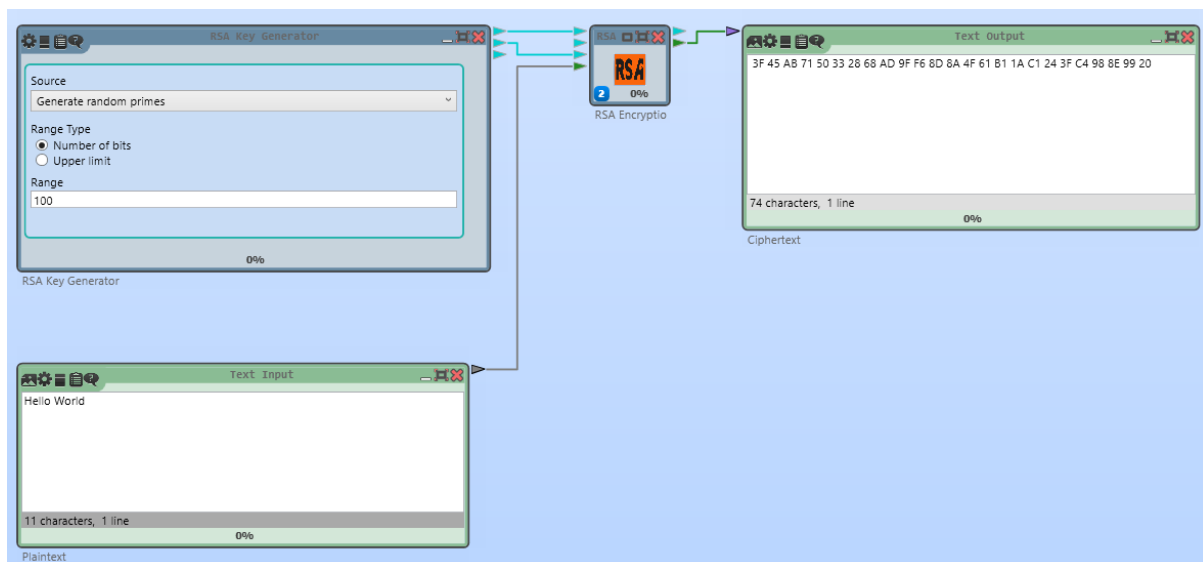 RSA Key Generator
Source
Generate random primes
Range Type
Number of bits
Upper limit
Range
100
0%
RSA Key Generator
RSA
RSA
2 0%
RSA Encryptio
Text Output
3F 45 AB 71 50 33 28 68 AD 9F F6 8D 8A 4F 61 B1 1A C1 24 3F C4 98 8E 99 20
74 characters, 1 line
0%
Ciphertext
Text Input
Hello World
11 characters, 1 line
0%
Plaintext